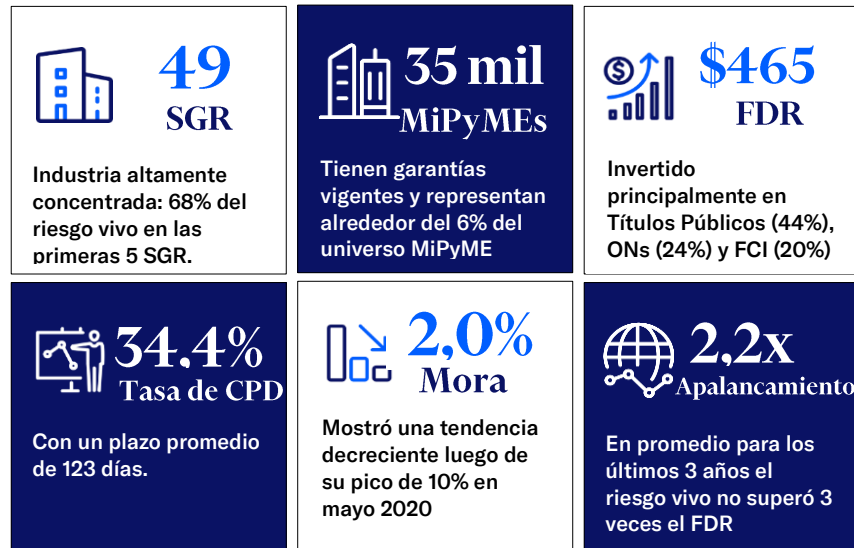 49
SGR
Industria altamente
concentrada: 68% del
riesgo vivo en las
primeras 5 SGR.
35 mil
MiPyMEs
Tienen garantías
vigentes y representan
alrededor del 6% del
universo MiPyME
$465
FDR
Invertido
principalmente en
Títulos Públicos (44%),
ONs (24%) y FCI (20%)
34.4%
Tasa de CPD
Con un plazo promedio
de 123 días.
2,0%
Mora
Mostró una tendencia
decreciente luego de
su pico de 10% en
mayo 2020
2,2x
Apalancamiento
En promedio para los
últimos 3 años el
riesgo vivo no superó 3
veces el FDR